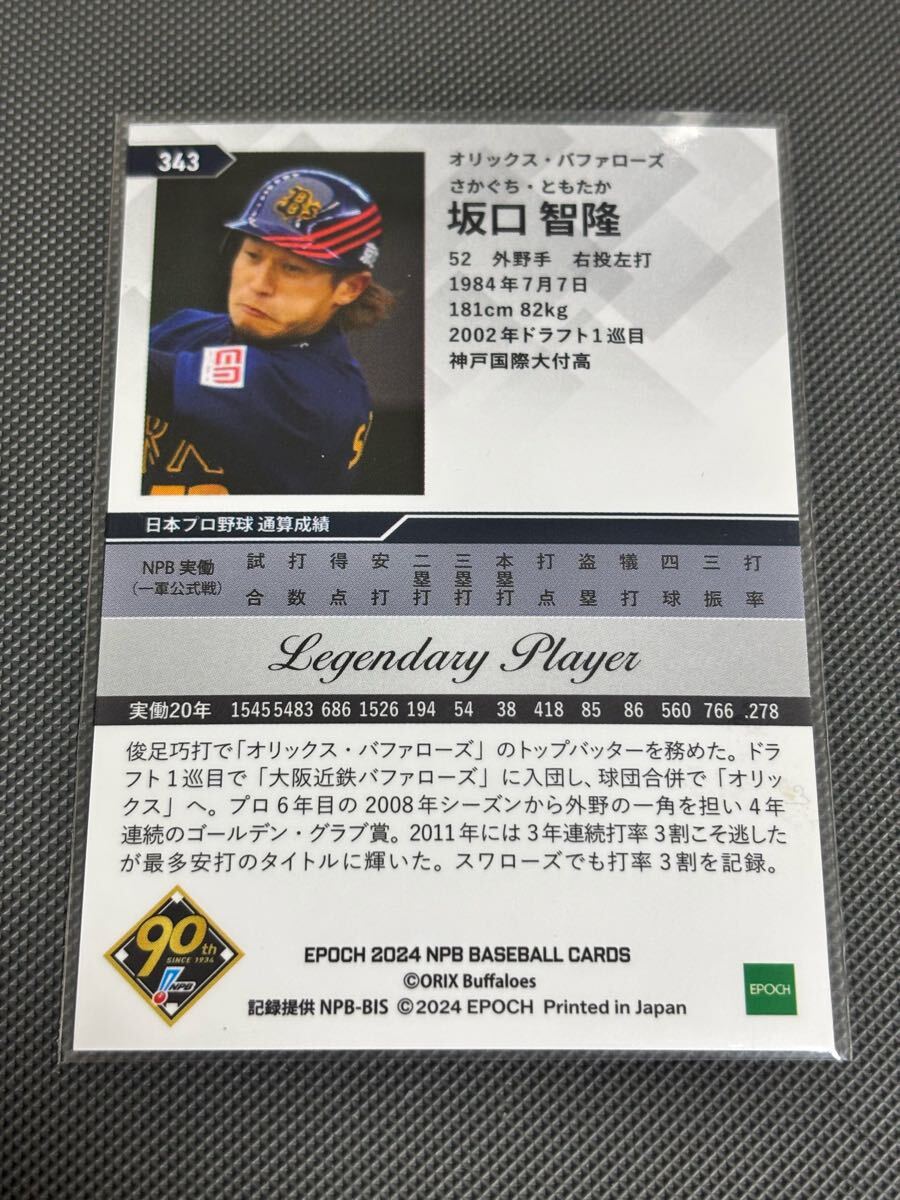 343
オリックス・バファローズ
さかぐち・ともたか
坂口 智隆
52 外野手 右投左打
1984年7月7日
181cm 82kg
2002年ドラフト1巡目
神戸国際大付高
日本プロ野球 通算成績
NPB 実働
(一軍公式戦)
試合 打数 得点 安打 二塁打 三塁打 本塁打 打点 盗塁 犠打 四球 三振 打率
Legendary Player
実働20年 1545 5483 686 1526 194 54 38 418 85 86 560 766 .278
俊足巧打で「オリックス・バファローズ」のトップバッターを務めた。ドラ
フト1巡目で「大阪近鉄バファローズ」に入団し、球団合併で「オリッ
クス」へ。プロ6年目の2008年シーズンから外野の一角を担い4年
連続のゴールデン・グラブ賞。2011年には3年連続打率3割こそ逃した
が最多安打のタイトルに輝いた。スワローズでも打率3割を記録。
90th
SINCE 1934
NPB
EPOCH 2024 NPB BASEBALL CARDS
©ORIX Buffaloes
記録提供 NPB-BIS ©2024 EPOCH Printed in Japan
EPOCH